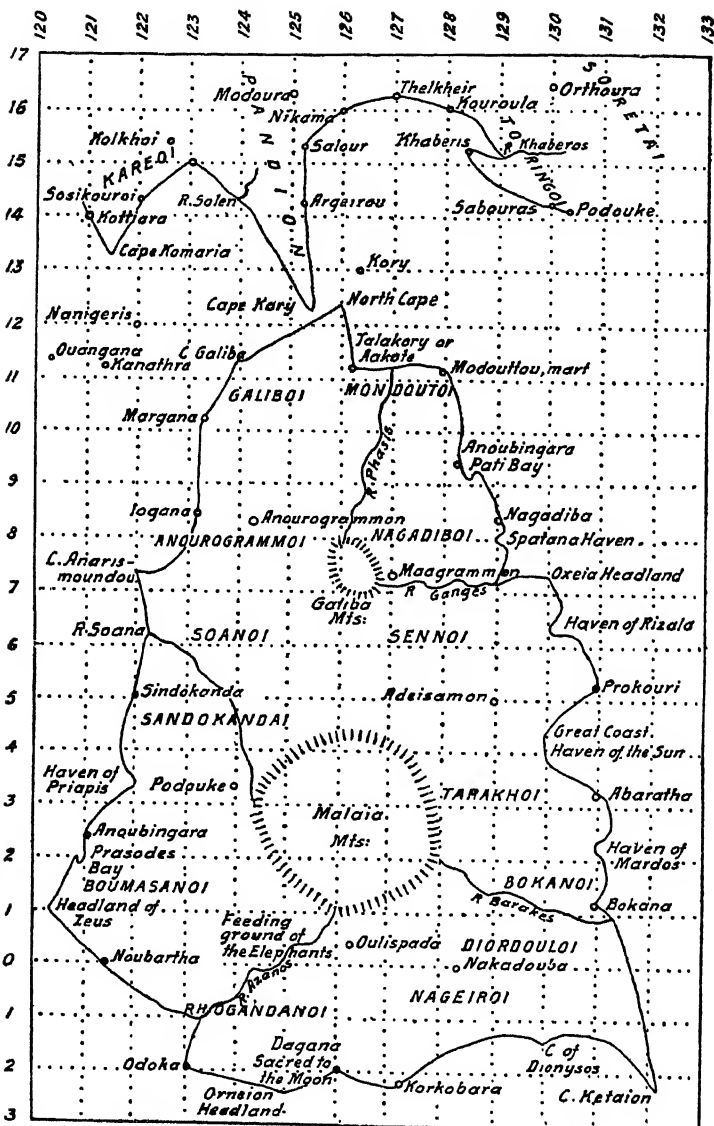 120 121 122 123 124 125 126 127 128 129 130 131 132 133
17
16
15
14
13
12
11
10
9
8
7
6
5
4
3
2
1
0
1
2
3
PANDION
SORETAI
TORINGOI
KAREOI
Modoura
Thelkheir
Orthoura
Nikama
Kouroula
Kolkhoi
Salour
Khaberis
R. Khaberos
Sosikouroi
R. Solen
Argeirou
Kottiara
Sabouras
Podouke
Cape Komaria
Kory
Cape Kory
North Cape
Nanigeris
Talakory or
Aakote
Ouangana
C. Galiba
Kanathra
Modouttou, mart
GALIBOI
MONDOUTOI
Margana
R. Phasis.
Anoubingara
Pati Bay
Iogana
Anourogrammon
Nagadiba
ANOUROGRAMMOI
NAGADIBOI
Spatana Haven
C. Anaris-
moundou
Maagrammon
Oxeia Headland
R. Ganges
Galiba
Mts:
R. Soana
SOANOI
SENNOI
Haven of Rizala
Sindokanda
Adeisamon
Prokouri
SANDOKANDAI
Great Coast
Haven of the Sun
Haven of
Priapis
Podouke
Malaia
Mts:
TARAKHOI
Abaratha
Anoubingara
Prasodes
Bay
Haven of
Mardos
BOUMASANOI
BOKANOI
Headland of
Zeus
R. Barakes
Bokana
Feeding
ground of
the Elephants
Oulispada
DIORDOULOI
Noubartha
Nakadouba
R. Azanos
NAGEIROI
RHOGANDANOI
Odoka
Dagana
Sacred to
the Moon
C. of
Dionysos
Orneion
Headland.
Korkobara
C. Ketaion